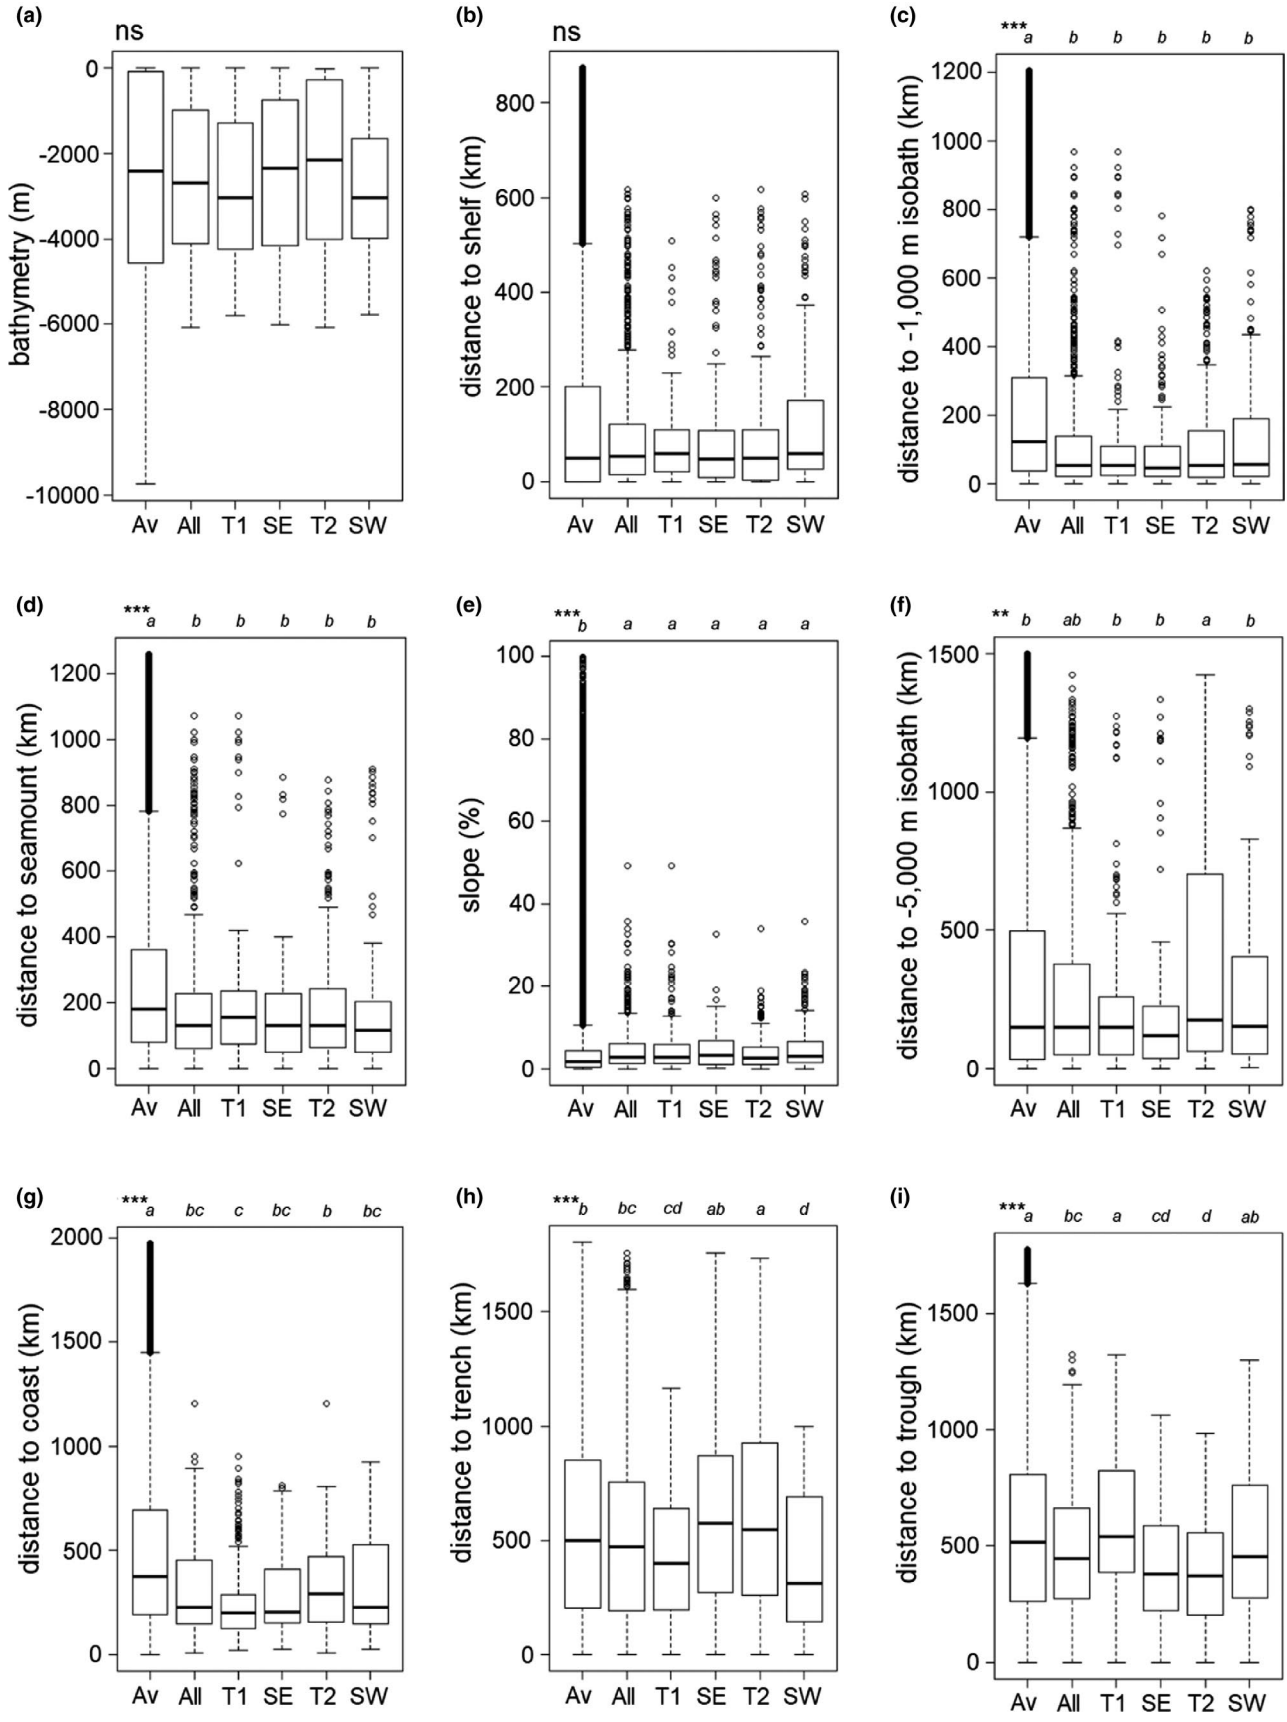 (a)
ns
bathymetry (m)
0
-2000
-4000
-6000
-8000
-10000
Av All T1 SE T2 SW
(b)
ns
distance to shelf (km)
800
600
400
200
0
Av All T1 SE T2 SW
(c)
*** a b b b b b
distance to -1,000 m isobath (km)
1200
1000
800
600
400
200
0
Av All T1 SE T2 SW
(d)
*** a b b b b b
distance to seamount (km)
1200
1000
800
600
400
200
0
Av All T1 SE T2 SW
(e)
*** b a a a a a
slope (%)
100
80
60
40
20
0
Av All T1 SE T2 SW
(f)
** b ab b b a b
distance to -5,000 m isobath (km)
1500
1000
500
0
Av All T1 SE T2 SW
(g)
*** a bc c bc b bc
distance to coast (km)
2000
1500
1000
500
0
Av All T1 SE T2 SW
(h)
*** b bc cd ab a d
distance to trench (km)
1500
1000
500
0
Av All T1 SE T2 SW
(i)
*** a bc a cd d ab
distance to trough (km)
1500
1000
500
0
Av All T1 SE T2 SW